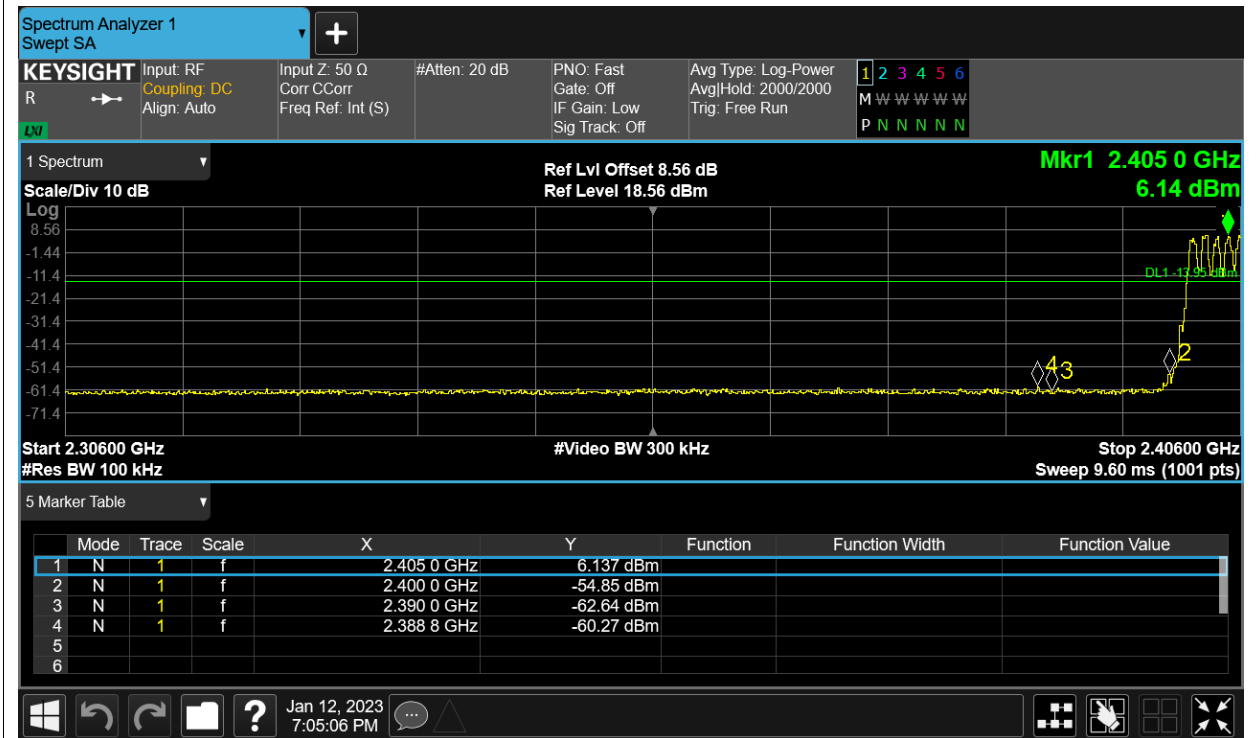 Spectrum Analyzer 1
Swept SA
KEYSIGHT
R
LXI
Input: RF
Coupling: DC
Align: Auto
Input Z: 50 Ω
Corr CCorr
Freq Ref: Int (S)
#Atten: 20 dB
PNO: Fast
Gate: Off
IF Gain: Low
Sig Track: Off
Avg Type: Log-Power
Avg|Hold: 2000/2000
Trig: Free Run
1 2 3 4 5 6
M W W W W W
P N N N N N
1 Spectrum
Scale/Div 10 dB
Ref Lvl Offset 8.56 dB
Ref Level 18.56 dBm
Mkr1 2.405 0 GHz
6.14 dBm
Log
8.56
-1.44
-11.4
DL1 -13.95 dBm
-21.4
-31.4
-41.4
2
-51.4
4 3
-61.4
-71.4
Start 2.30600 GHz
#Video BW 300 kHz
Stop 2.40600 GHz
#Res BW 100 kHz
Sweep 9.60 ms (1001 pts)
5 Marker Table
Mode Trace Scale X Y Function Function Width Function Value
1 N 1 f 2.405 0 GHz 6.137 dBm
2 N 1 f 2.400 0 GHz -54.85 dBm
3 N 1 f 2.390 0 GHz -62.64 dBm
4 N 1 f 2.388 8 GHz -60.27 dBm
5
6
?
Jan 12, 2023
7:05:06 PM